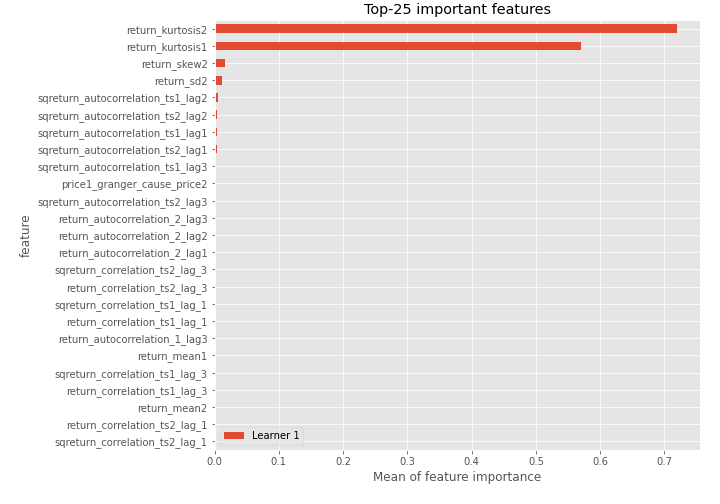 Top-25 important features
return_kurtosis2
return_kurtosis1
return_skew2
return_sd2
sqreturn_autocorrelation_ts1_lag2
sqreturn_autocorrelation_ts2_lag2
sqreturn_autocorrelation_ts1_lag1
sqreturn_autocorrelation_ts2_lag1
sqreturn_autocorrelation_ts1_lag3
price1_granger_cause_price2
sqreturn_autocorrelation_ts2_lag3
return_autocorrelation_2_lag3
return_autocorrelation_2_lag2
return_autocorrelation_2_lag1
sqreturn_correlation_ts2_lag_3
return_correlation_ts2_lag_3
sqreturn_correlation_ts1_lag_1
return_correlation_ts1_lag_1
return_autocorrelation_1_lag3
return_mean1
sqreturn_correlation_ts1_lag_3
return_correlation_ts1_lag_3
return_mean2
return_correlation_ts2_lag_1
sqreturn_correlation_ts2_lag_1
feature
Learner 1
0.0 0.1 0.2 0.3 0.4 0.5 0.6 0.7
Mean of feature importance